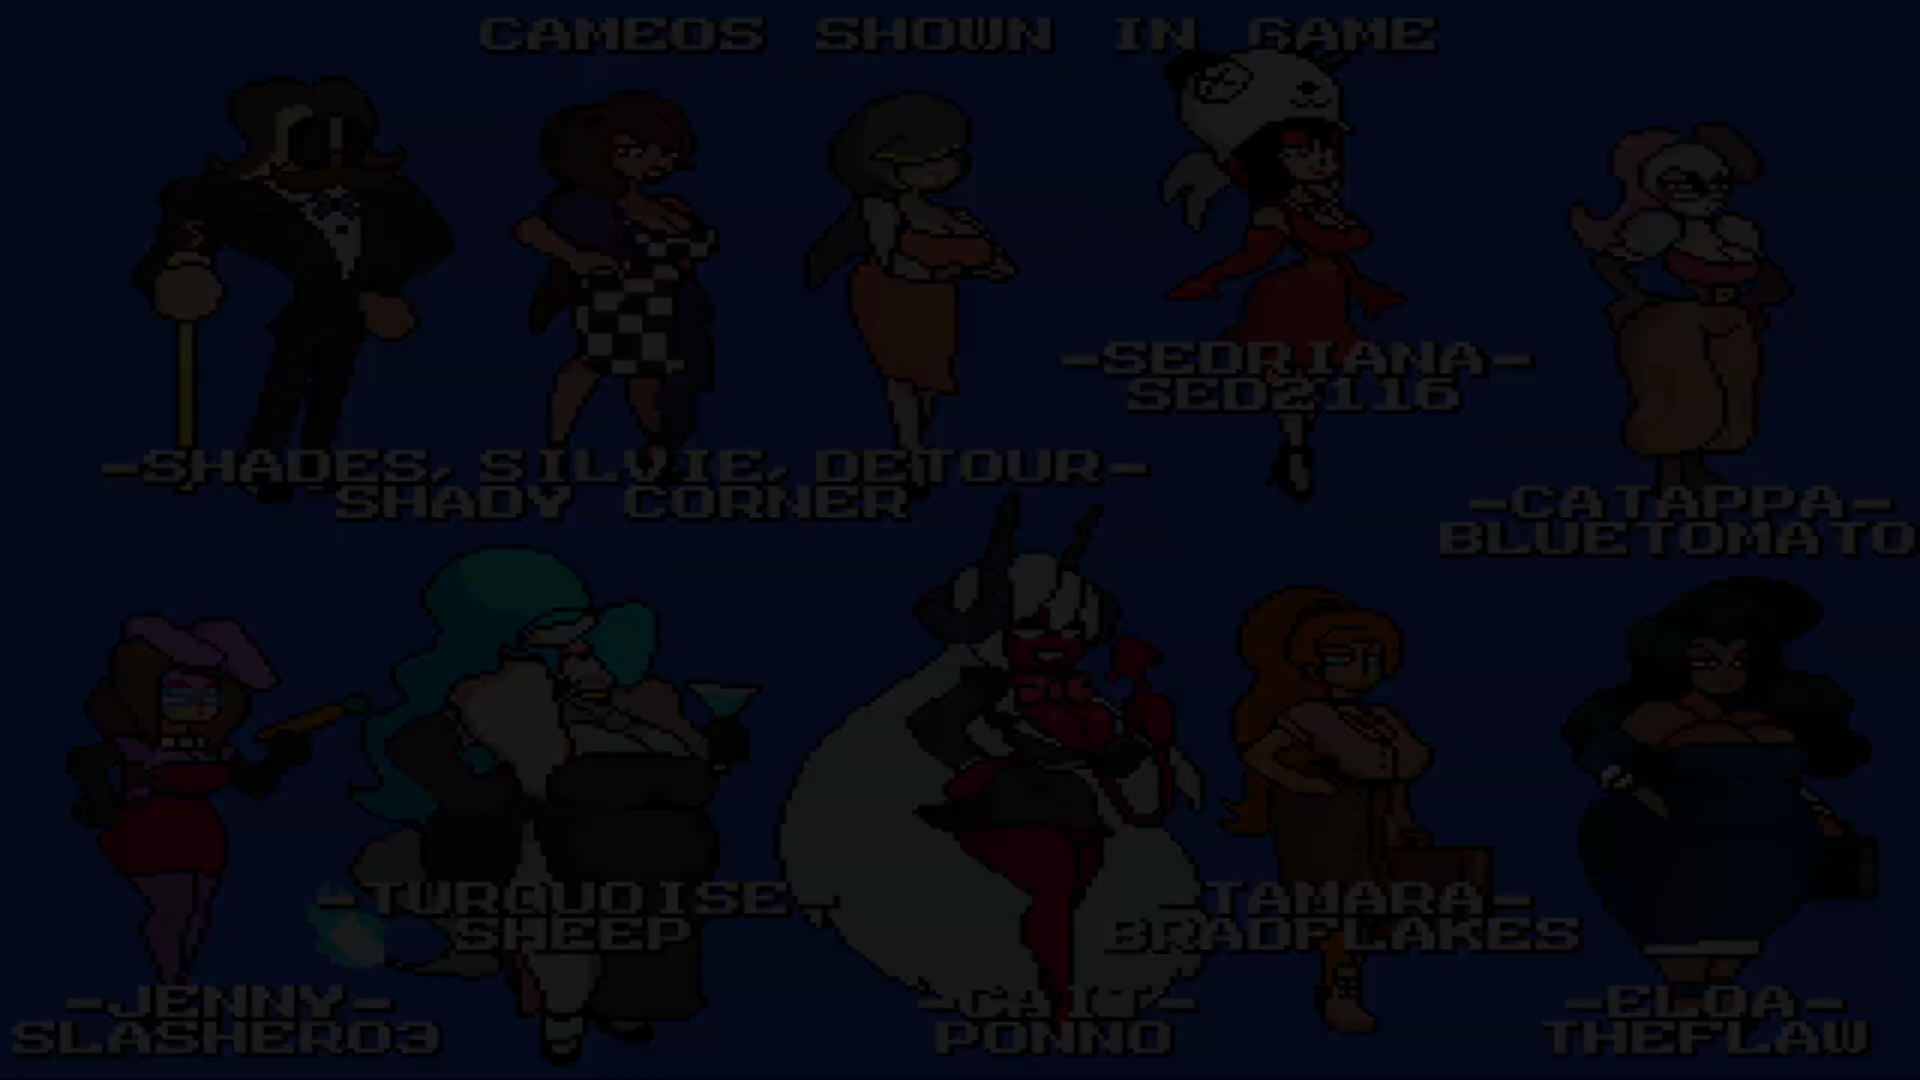 CAMEOS SHOWN IN GAME
-SEDRIANA-
SED2116
-SHADES, SILVIE, DETOUR-
SHADY CORNER
-CATAPPA-
BLUETOMATO
-TURQUOISE-
SHEEP
-TAMARA-
BRADFLAKES
-JENNY-
SLASHER03
-CAIT-
PONNO
-ELOA-
THEFLAW